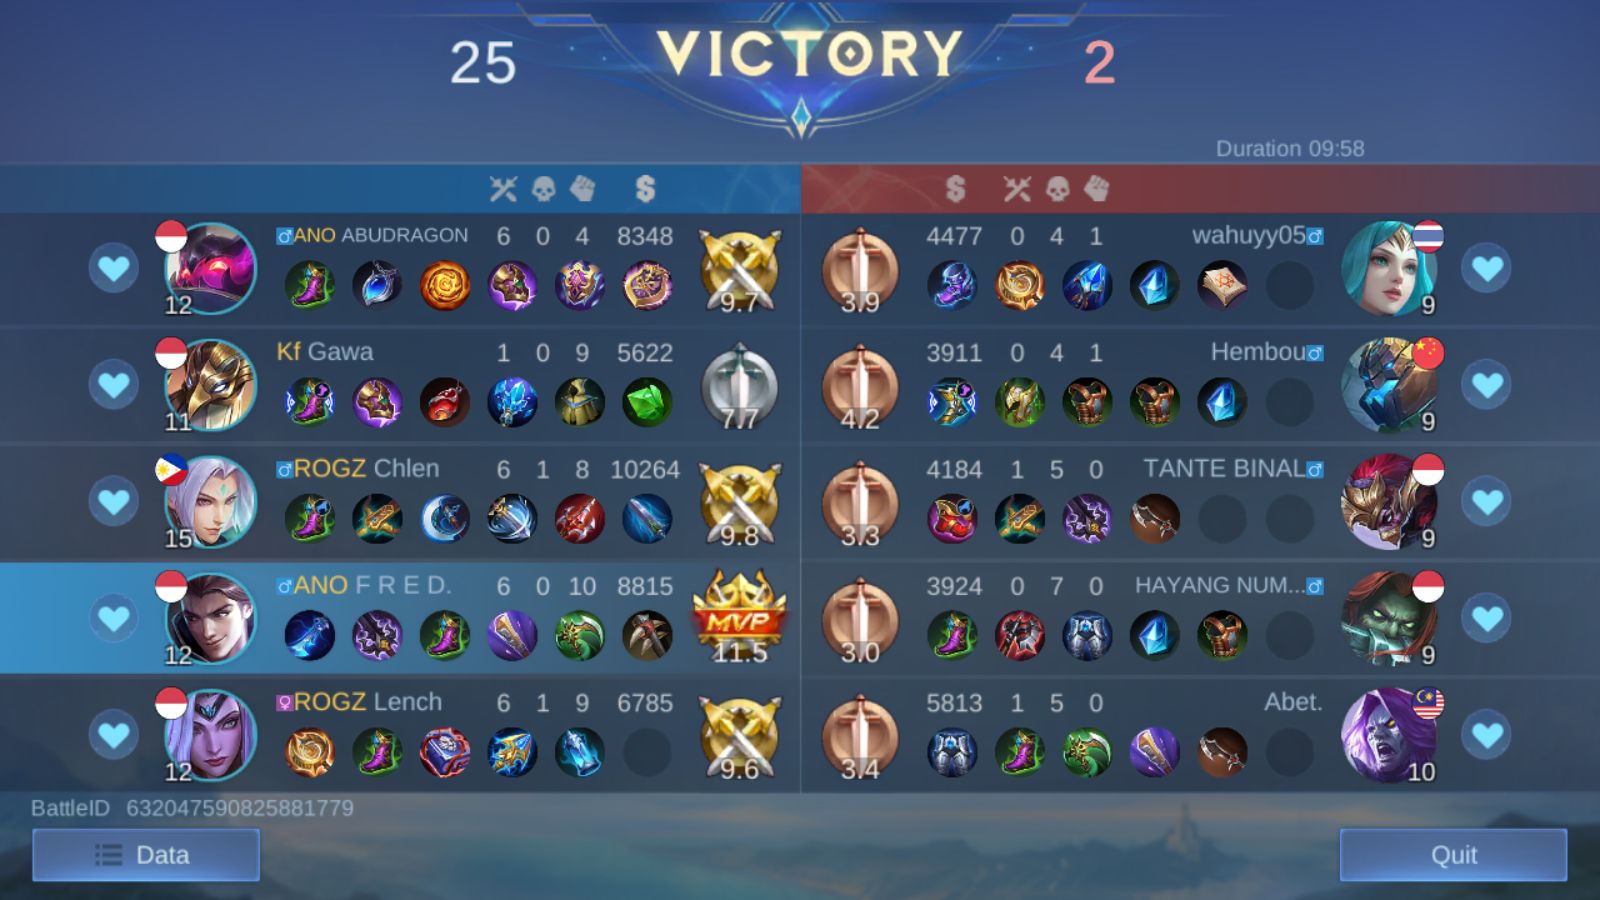 25 VICTORY 2
Duration 09:58
ANO ABUDRAGON 6 0 4 8348
12 9.7
4477 0 4 1 wahuyy05
3.9 9
Kf Gawa 1 0 9 5622
11 7.7
3911 0 4 1 Hembou
4.2 9
ROGZ Chlen 6 1 8 10264
15 9.8
4184 1 5 0 TANTE BINAL
3.3 9
ANO F R E D. 6 0 10 8815
MVP
12 11.5
3924 0 7 0 HAYANG NUM...
3.0 9
ROGZ Lench 6 1 9 6785
12 9.6
5813 1 5 0 Abet.
3.4 10
BattleID 632047590825881779
Data
Quit